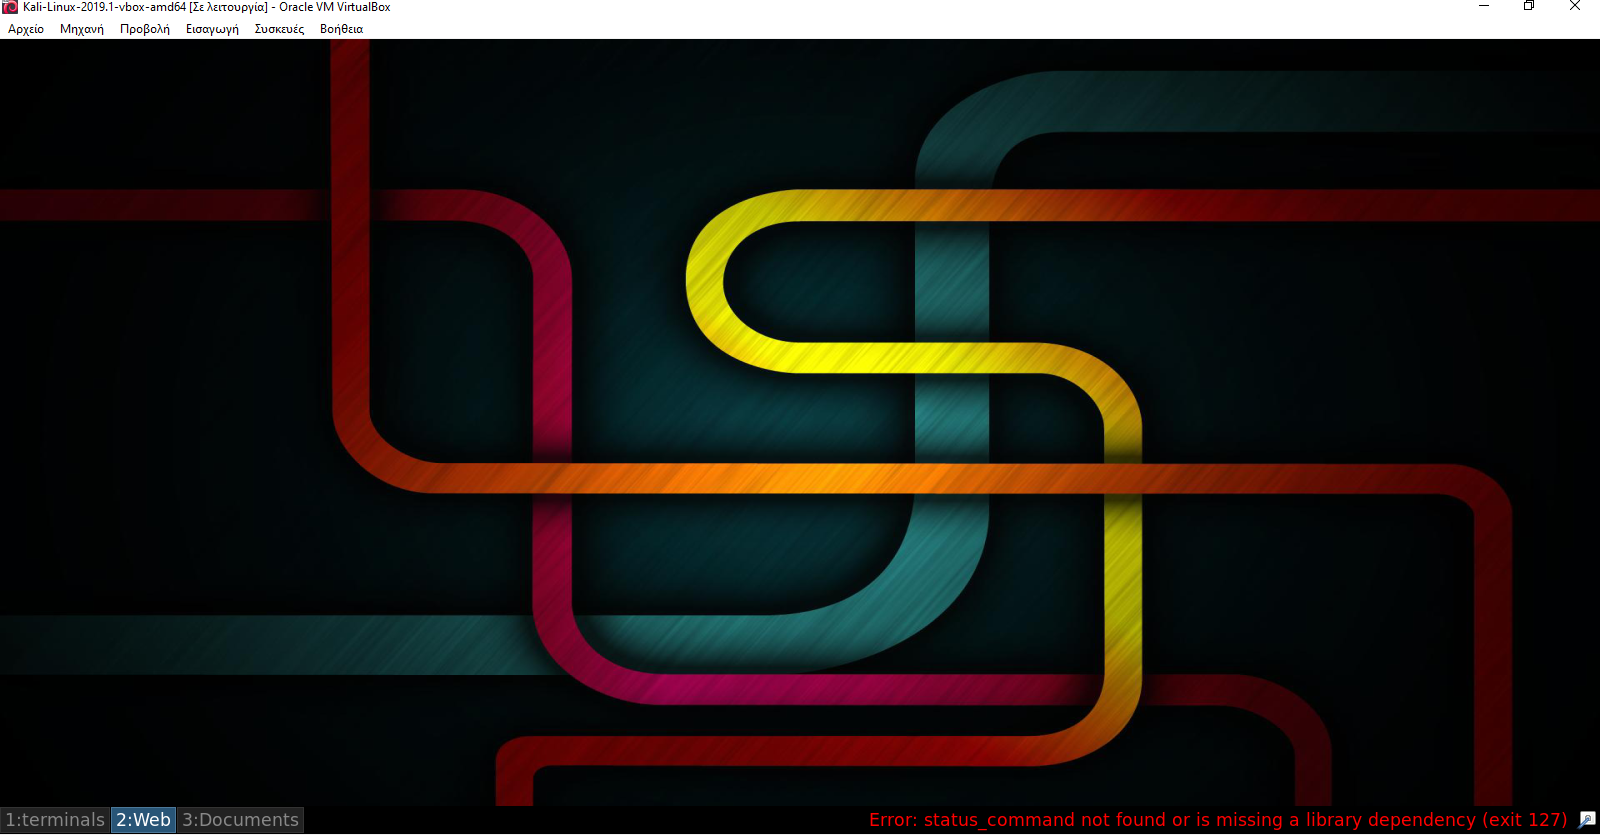 Kali-Linux-2019.1-vbox-amd64 [Σε λειτουργία] - Oracle VM VirtualBox
Αρχείο Μηχανή Προβολή Εισαγωγή Συσκευές Βοήθεια
1:terminals 2:Web 3:Documents Error: status_command not found or is missing a library dependency (exit 127)